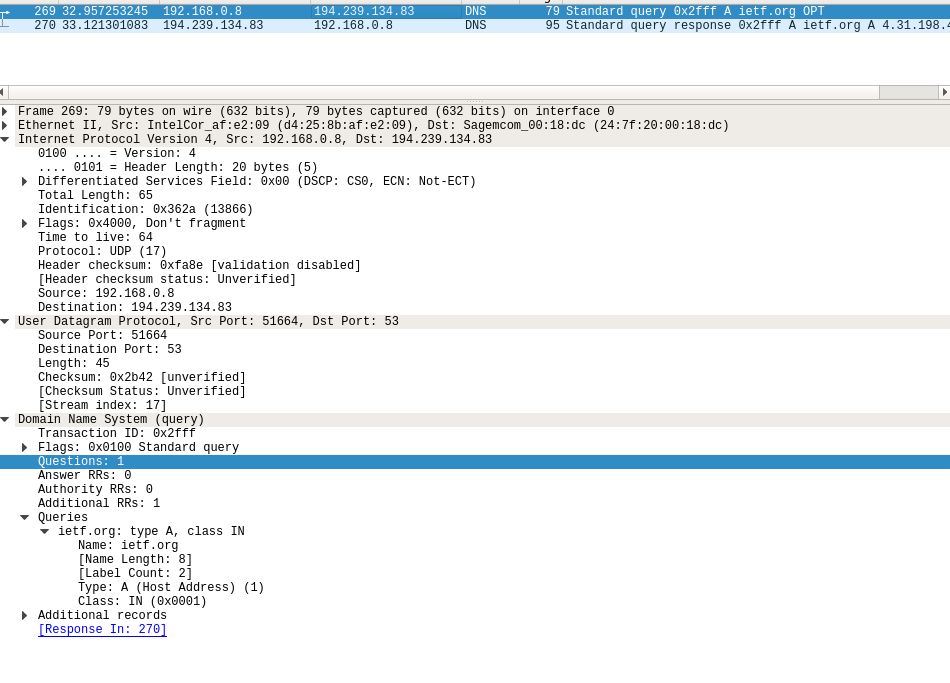 269 32.957253245 192.168.0.8 194.239.134.83 DNS 79 Standard query 0x2fff A ietf.org OPT
270 33.121301083 194.239.134.83 192.168.0.8 DNS 95 Standard query response 0x2fff A ietf.org A 4.31.198.4
Frame 269: 79 bytes on wire (632 bits), 79 bytes captured (632 bits) on interface 0
Ethernet II, Src: IntelCor_af:e2:09 (d4:25:8b:af:e2:09), Dst: Sagemcom_00:18:dc (24:7f:20:00:18:dc)
Internet Protocol Version 4, Src: 192.168.0.8, Dst: 194.239.134.83
0100 .... = Version: 4
.... 0101 = Header Length: 20 bytes (5)
Differentiated Services Field: 0x00 (DSCP: CS0, ECN: Not-ECT)
Total Length: 65
Identification: 0x362a (13866)
Flags: 0x4000, Don't fragment
Time to live: 64
Protocol: UDP (17)
Header checksum: 0xfa8e [validation disabled]
[Header checksum status: Unverified]
Source: 192.168.0.8
Destination: 194.239.134.83
User Datagram Protocol, Src Port: 51664, Dst Port: 53
Source Port: 51664
Destination Port: 53
Length: 45
Checksum: 0x2b42 [unverified]
[Checksum Status: Unverified]
[Stream index: 17]
Domain Name System (query)
Transaction ID: 0x2fff
Flags: 0x0100 Standard query
Questions: 1
Answer RRs: 0
Authority RRs: 0
Additional RRs: 1
Queries
ietf.org: type A, class IN
Name: ietf.org
[Name Length: 8]
[Label Count: 2]
Type: A (Host Address) (1)
Class: IN (0x0001)
Additional records
[Response In: 270]